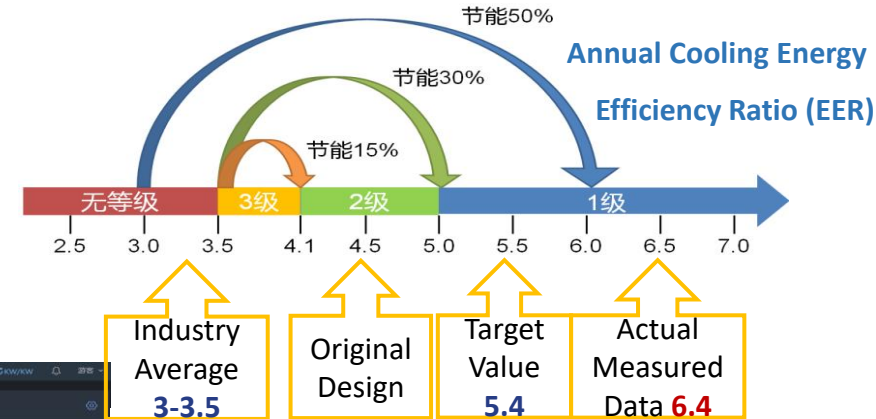 节能50%
Annual Cooling Energy
Efficiency Ratio (EER)
节能30%
节能15%
无等级 3级 2级 1级
2.5 3.0 3.5 4.1 4.5 5.0 5.5 6.0 6.5 7.0
Industry
Average
3-3.5
Original
Design
Target
Value
5.4
Actual
Measured
Data 6.4
KW/KW